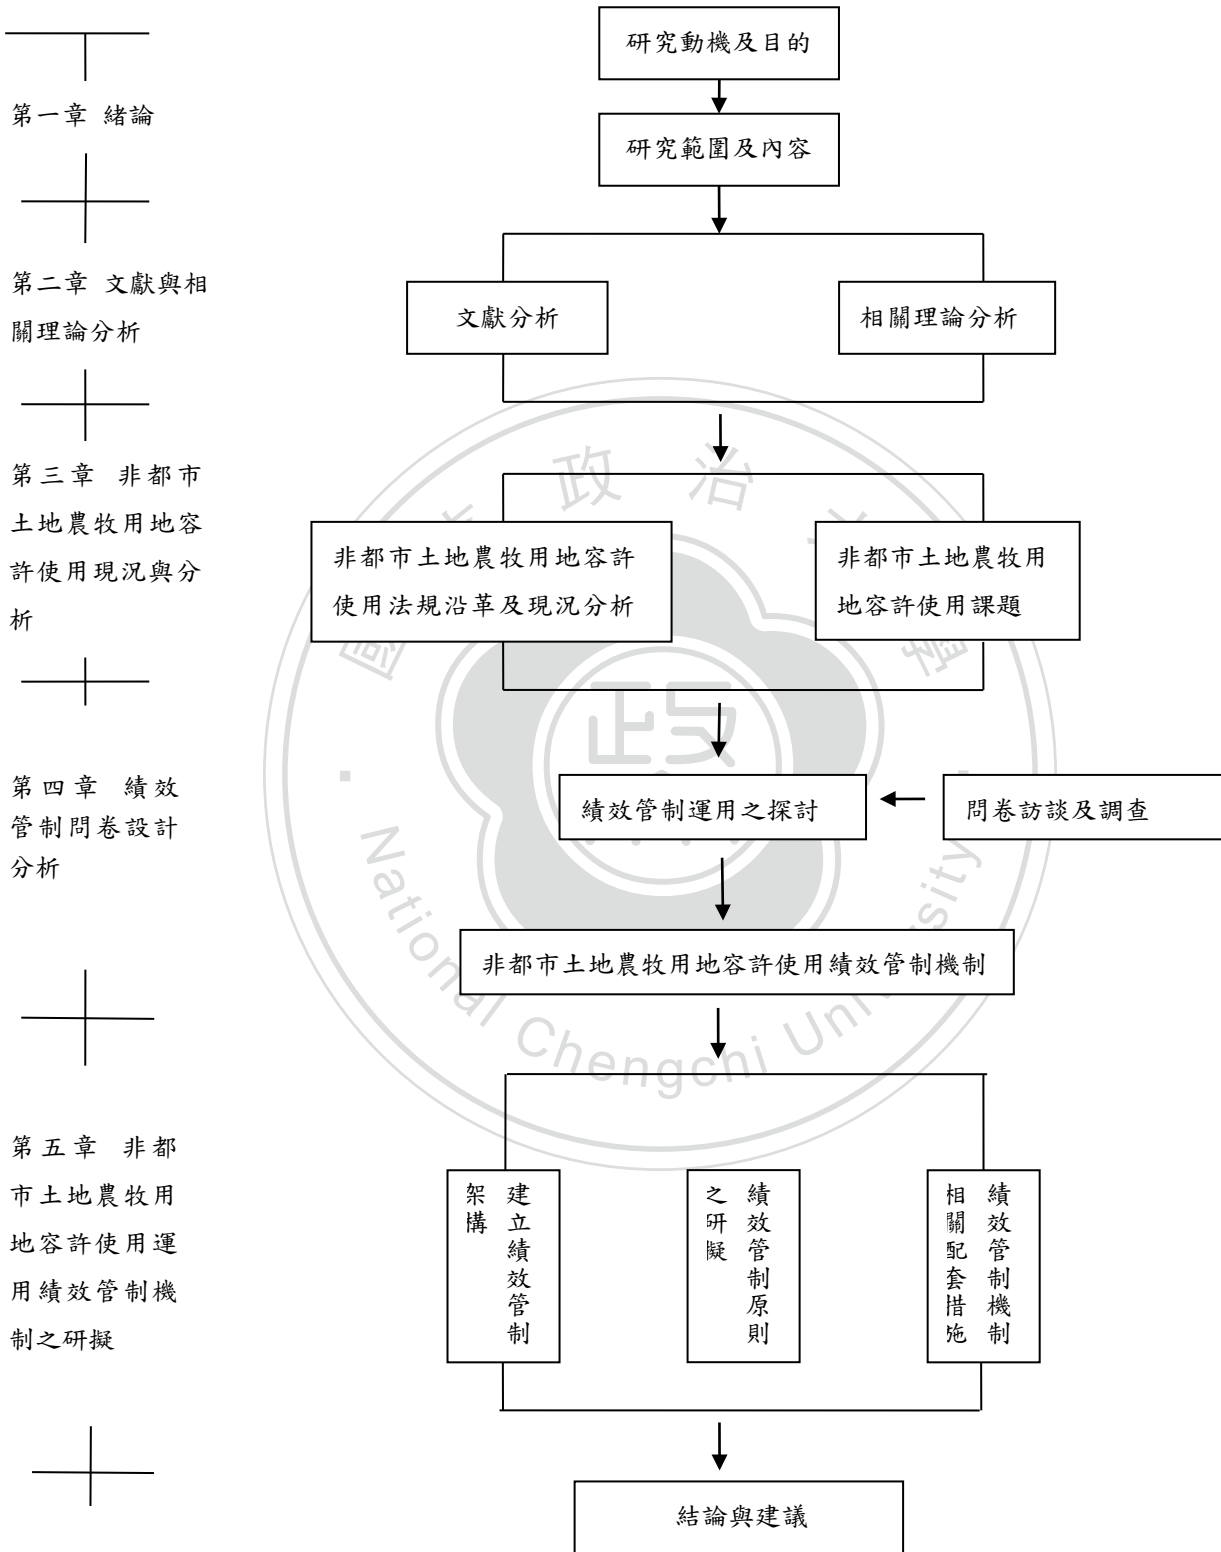 第一章 緒論
第二章 文獻與相
關理論分析
第三章 非都市
土地農牧用地容
許使用現況與分
析
第四章 績效
管制問卷設計
分析
第五章 非都
市土地農牧用
地容許使用運
用績效管制機
制之研擬
研究動機及目的
研究範圍及內容
文獻分析
相關理論分析
非都市土地農牧用地容許
使用法規沿革及現況分析
非都市土地農牧用
地容許使用課題
績效管制運用之探討
問卷訪談及調查
非都市土地農牧用地容許使用績效管制機制
建立績效管制
架構
績效管制原則
之研擬
績效管制機制
相關配套措施
結論與建議
政治
National Chengchi University